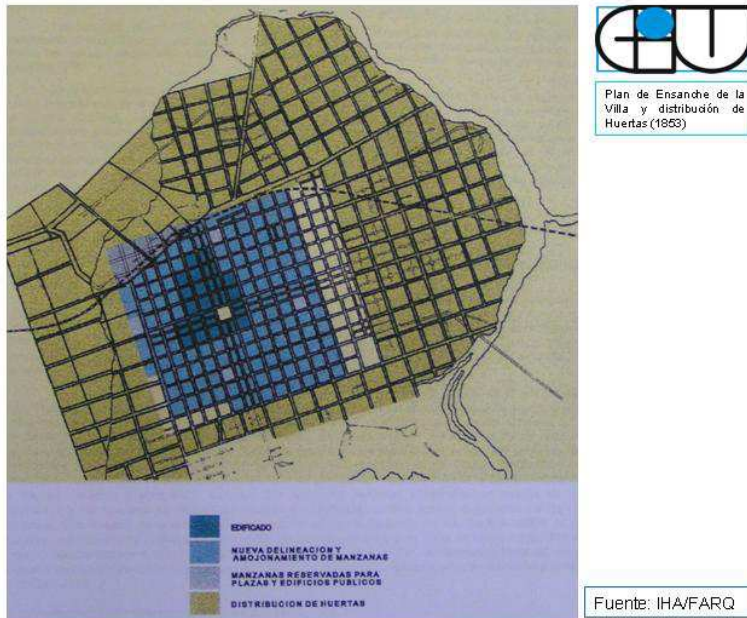 CiU
Plan de Ensanche de la
Villa y distribución de
Huertas (1853)
EDIFICADO
NUEVA DELINEACION Y
AMOJONAMIENTO DE MANZANAS
MANZANAS RESERVADAS PARA
PLAZAS Y EDIFICIOS PUBLICOS
DISTRIBUCION DE HUERTAS
Fuente: IHA/FARQ